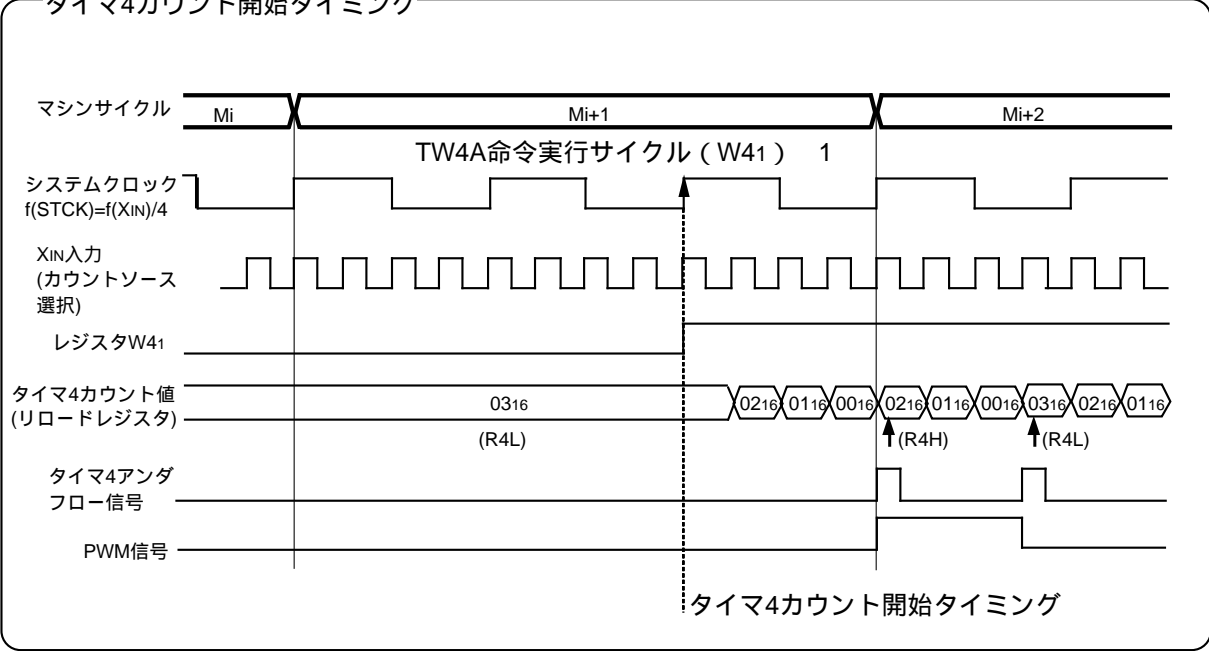 タイマ4カウント開始タイミング
マシンサイクル
Mi
Mi+1
Mi+2
TW4A命令実行サイクル(W41) 1
システムクロック
f(STCK)=f(XIN)/4
XIN入力
(カウントソース
選択)
レジスタW41
タイマ4カウント値
(リロードレジスタ)
0316
0216
0116
0016
0216
0116
0016
0316
0216
0116
(R4L)
(R4H)
(R4L)
タイマ4アンダ
フロー信号
PWM信号
タイマ4カウント開始タイミング